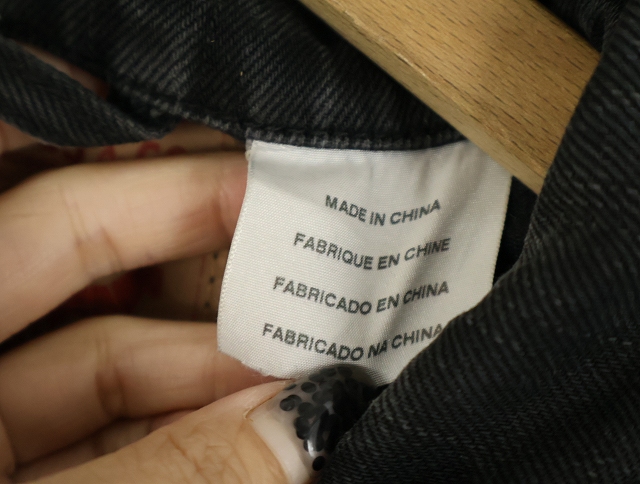 MADE IN CHINA
FABRIQUE EN CHINE
FABRICADO EN CHINA
FABRICADO NA CHINA